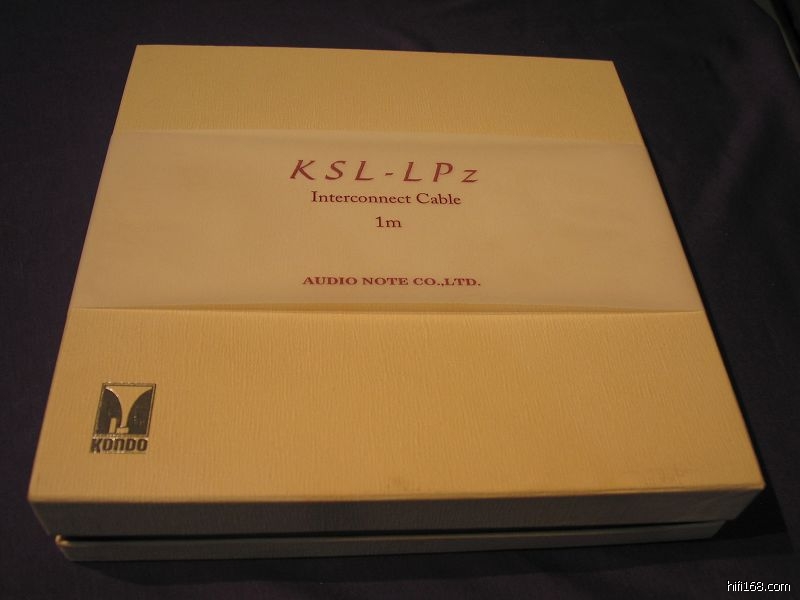 KSL-LPz
Interconnect Cable
1m
AUDIO NOTE CO.,LTD.
KONDO
hifi168.com